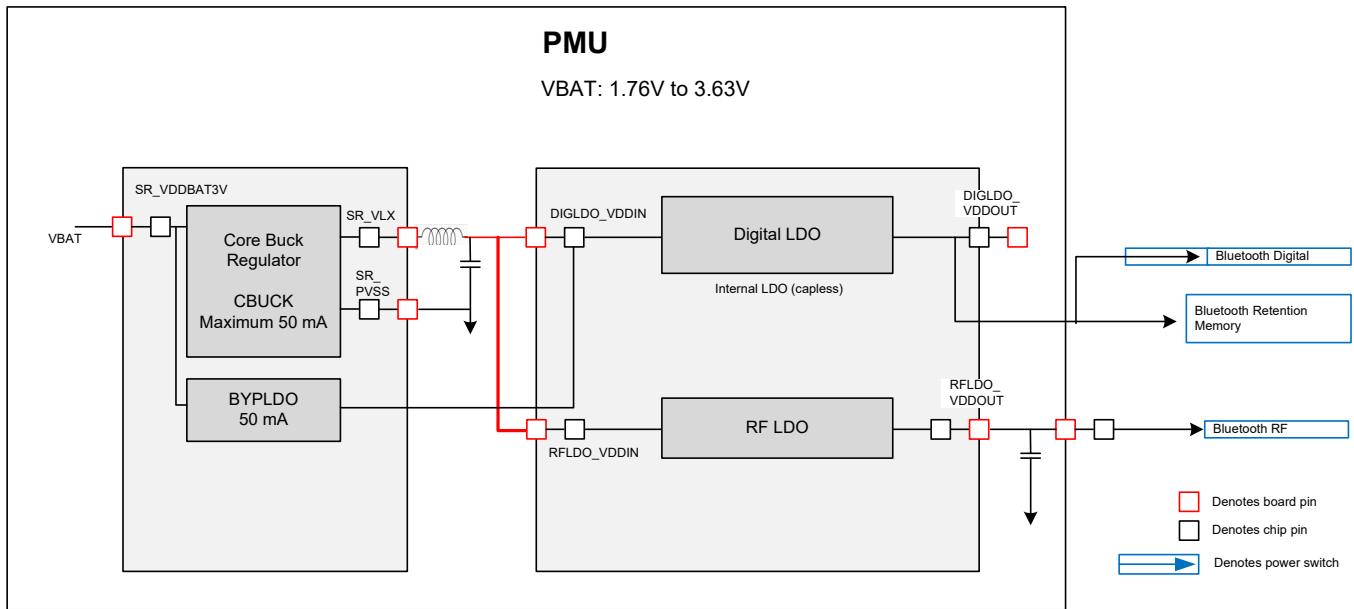 PMU
VBAT: 1.76V to 3.63V
SR_VDDBAT3V
VBAT
Core Buck
Regulator
CBUCK
Maximum 50 mA
SR_VLX
SR_
PVSS
BYPLDO
50 mA
DIGLDO_VDDIN
Digital LDO
Internal LDO (capless)
DIGLDO_
VDDOUT
Bluetooth Digital
Bluetooth Retention
Memory
RFLDO_VDDIN
RF LDO
RFLDO_
VDDOUT
Bluetooth RF
Denotes board pin
Denotes chip pin
Denotes power switch